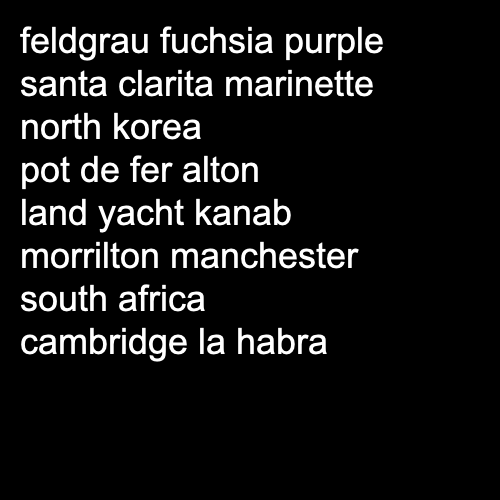 feldgrau fuchsia purple
santa clarita marinette
north korea
pot de fer alton
land yacht kanab
morrilton manchester
south africa
cambridge la habra